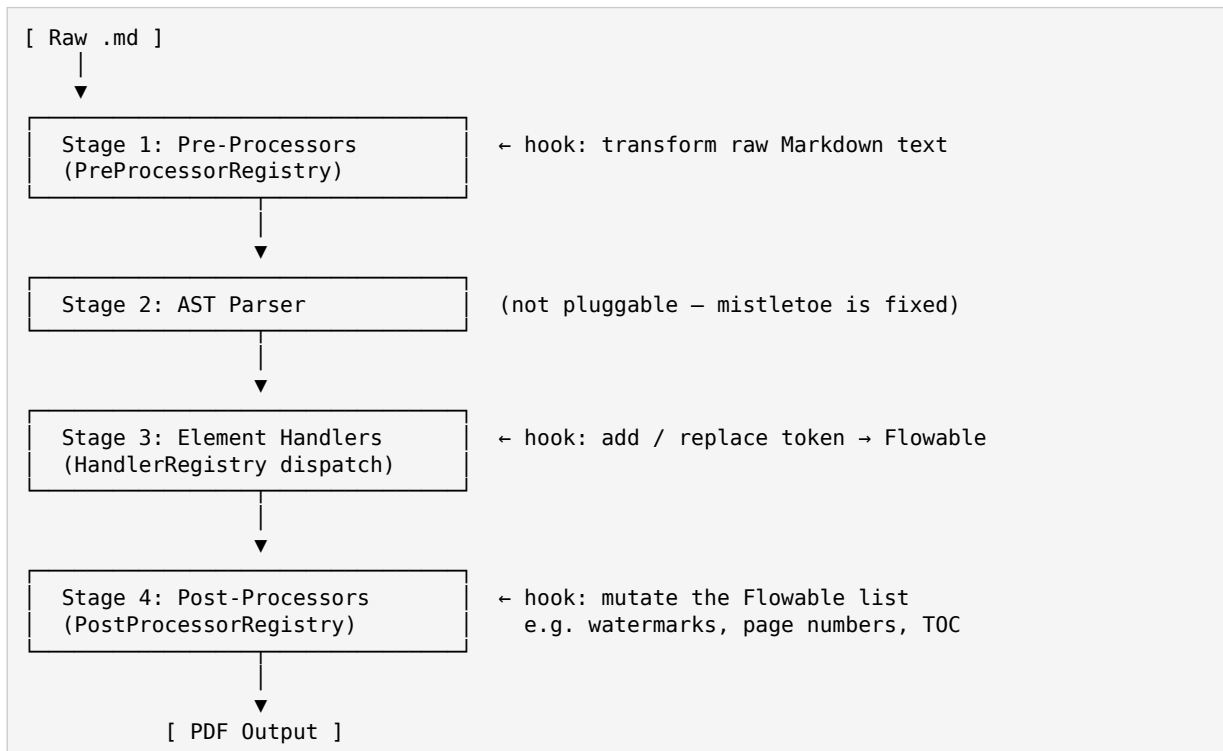 [ Raw .md ]
Stage 1: Pre-Processors ← hook: transform raw Markdown text
(PreProcessorRegistry)
Stage 2: AST Parser (not pluggable — mistletoe is fixed)
Stage 3: Element Handlers ← hook: add / replace token → Flowable
(HandlerRegistry dispatch)
Stage 4: Post-Processors ← hook: mutate the Flowable list
(PostProcessorRegistry) e.g. watermarks, page numbers, TOC
[ PDF Output ]